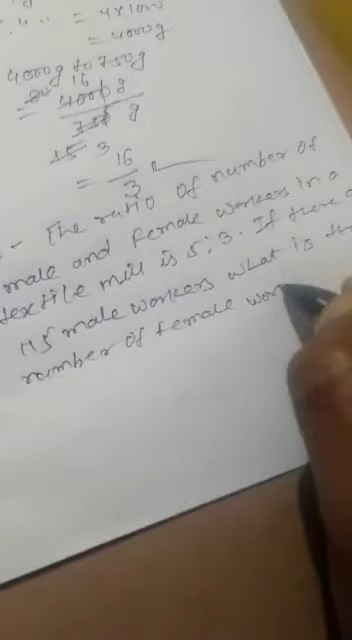 = 4x1000
= 4000g
4000g to 750g
80 16
= 4000 g
750 g
15 3
= 16
3
The ratio of number of
male and female workers in a
textile mill is 5:3. If there a
115 male workers what is the
number of female wor